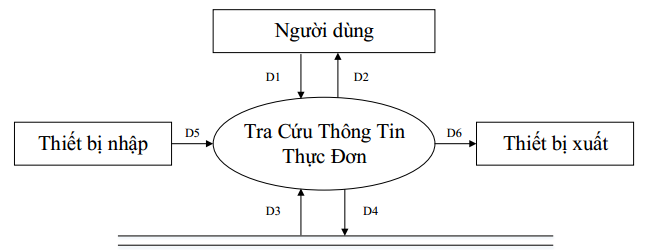 Người dùng
D1
D2
Thiết bị nhập
D5
Tra Cứu Thông Tin
Thực Đơn
D6
Thiết bị xuất
D3
D4